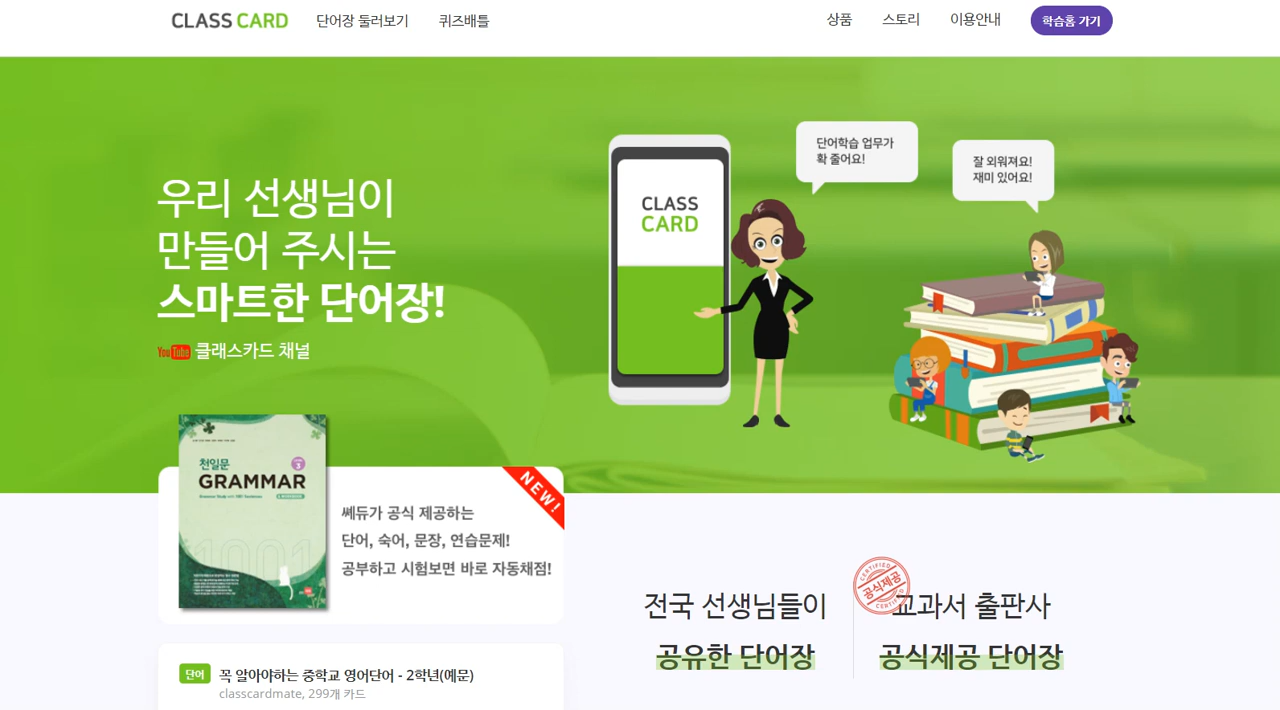 CLASS CARD
단어장 둘러보기
퀴즈배틀
상품
스토리
이용안내
학습홈 가기
우리 선생님이
만들어 주시는
스마트한 단어장!
YouTube 클래스카드 채널
CLASS
CARD
단어학습 업무가
확 줄어요!
잘 외워져요!
재미 있어요!
천일문
3
GRAMMAR
1001
NEW!
쎄듀가 공식 제공하는
단어, 숙어, 문장, 연습문제!
공부하고 시험보면 바로 자동채점!
단어
꼭 알아야하는 중학교 영어단어 - 2학년(예문)
classcardmate, 299개 카드
전국 선생님들이
공유한 단어장
CERTIFIED
공식제공
CERTIFIED
교과서 출판사
공식제공 단어장